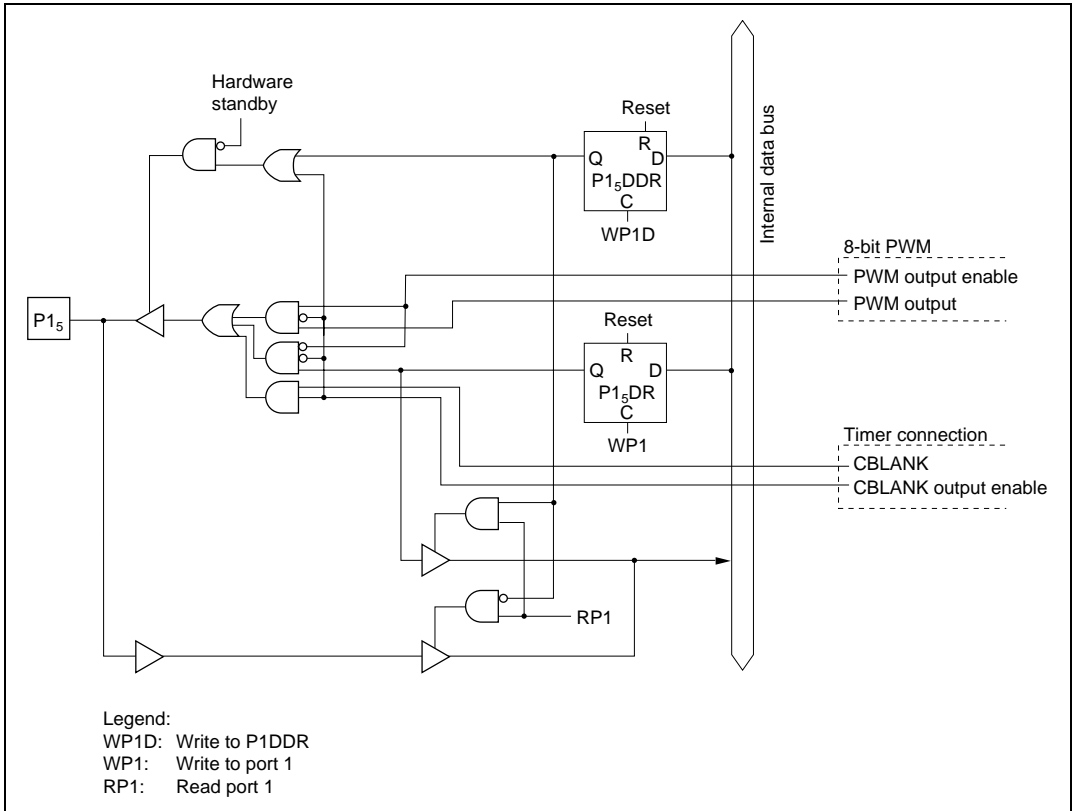 Hardware
standby
Reset
R
Q D
P1₅DDR
C
WP1D
Internal data bus
8-bit PWM
PWM output enable
PWM output
P1₅
Reset
R
Q D
P1₅DR
C
WP1
Timer connection
CBLANK
CBLANK output enable
RP1
Legend:
WP1D: Write to P1DDR
WP1: Write to port 1
RP1: Read port 1